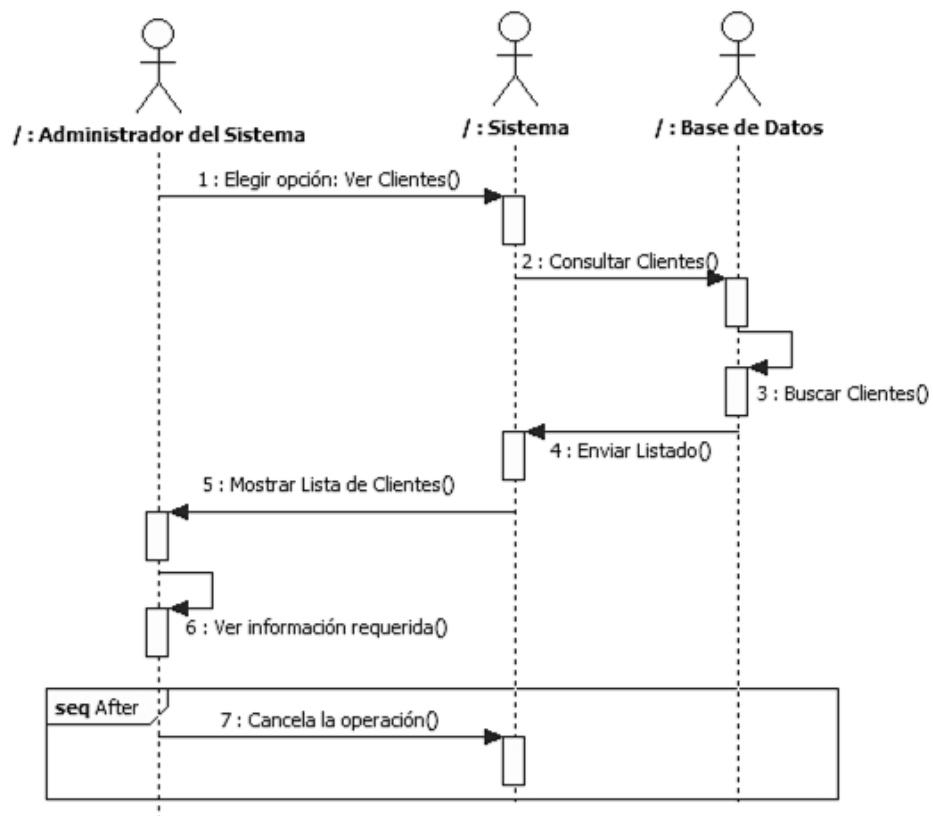 / : Administrador del Sistema
/ : Sistema
/ : Base de Datos
1 : Elegir opción: Ver Clientes()
2 : Consultar Clientes()
3 : Buscar Clientes()
4 : Enviar Listado()
5 : Mostrar Lista de Clientes()
6 : Ver información requerida()
seq After
7 : Cancela la operación()